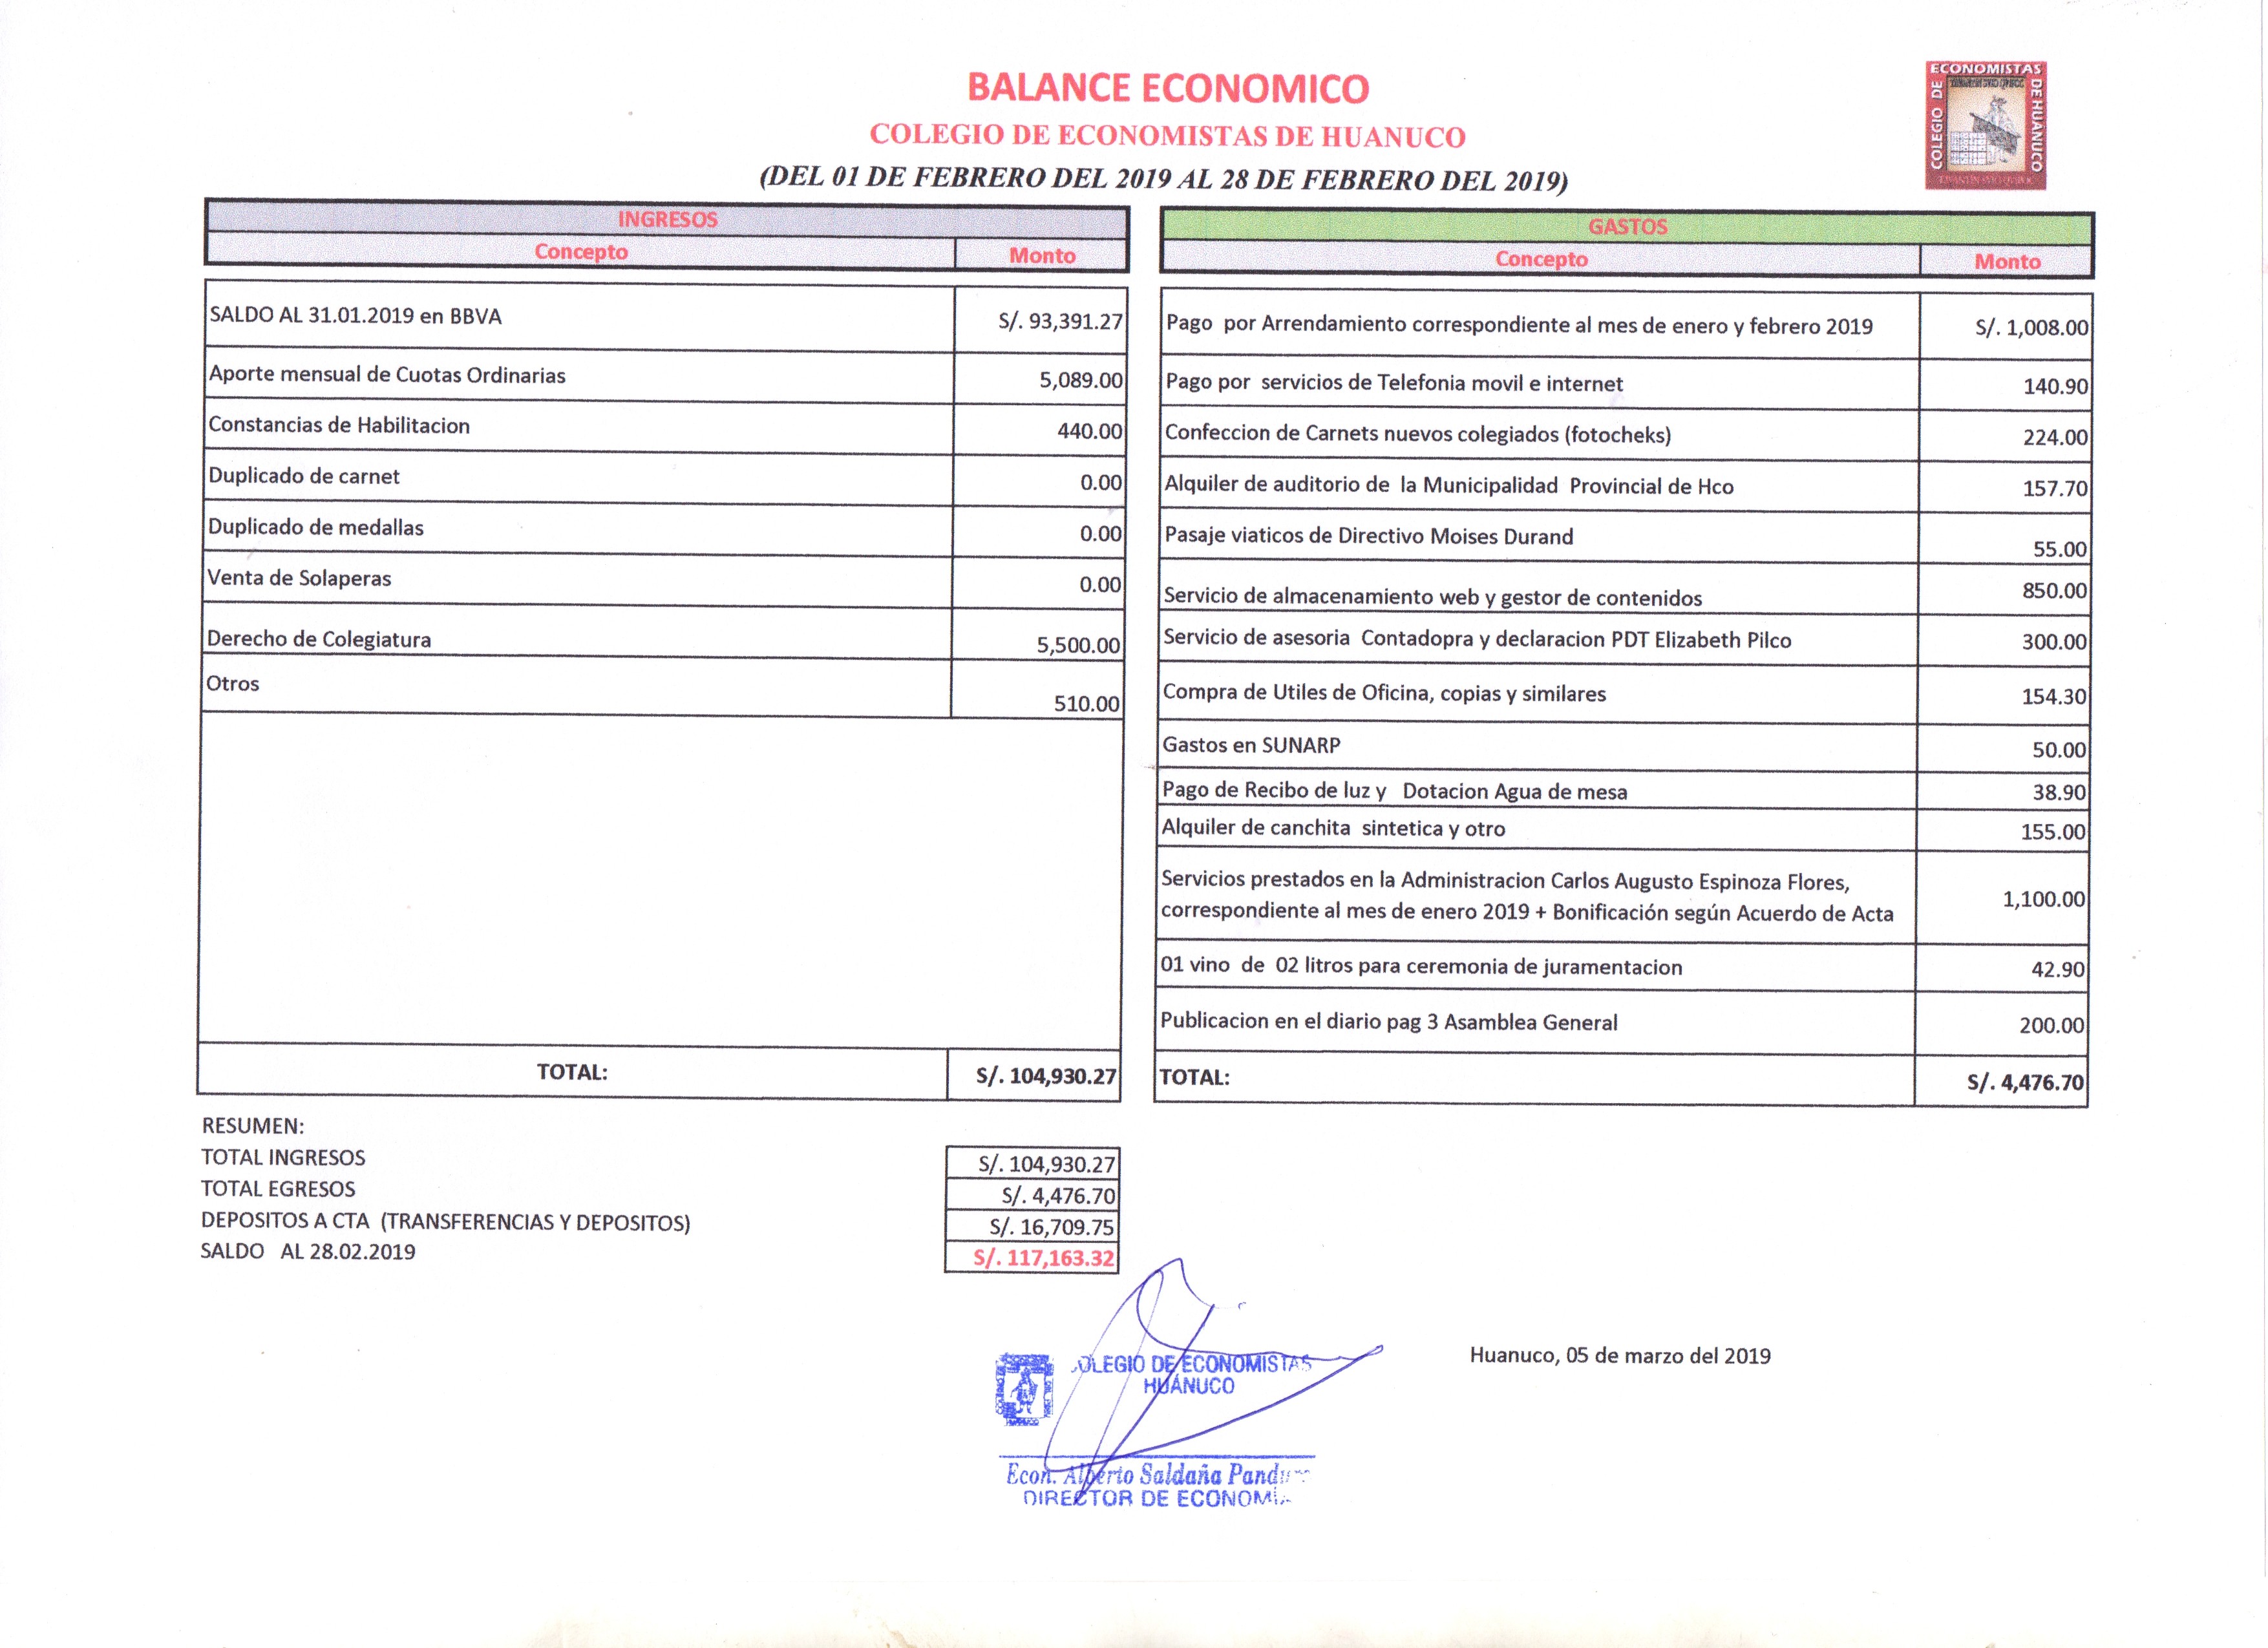 BALANCE ECONOMICO
COLEGIO DE ECONOMISTAS DE HUANUCO
(DEL 01 DE FEBRERO DEL 2019 AL 28 DE FEBRERO DEL 2019)
ECONOMISTAS
COLEGIO DE
DE HUANUCO
INGRESOS
Concepto Monto
SALDO AL 31.01.2019 en BBVA S/. 93,391.27
Aporte mensual de Cuotas Ordinarias 5,089.00
Constancias de Habilitacion 440.00
Duplicado de carnet 0.00
Duplicado de medallas 0.00
Venta de Solaperas 0.00
Derecho de Colegiatura 5,500.00
Otros 510.00
TOTAL: S/. 104,930.27
GASTOS
Concepto Monto
Pago por Arrendamiento correspondiente al mes de enero y febrero 2019 S/. 1,008.00
Pago por servicios de Telefonia movil e internet 140.90
Confeccion de Carnets nuevos colegiados (fotocheks) 224.00
Alquiler de auditorio de la Municipalidad Provincial de Hco 157.70
Pasaje viaticos de Directivo Moises Durand 55.00
Servicio de almacenamiento web y gestor de contenidos 850.00
Servicio de asesoria Contadopra y declaracion PDT Elizabeth Pilco 300.00
Compra de Utiles de Oficina, copias y similares 154.30
Gastos en SUNARP 50.00
Pago de Recibo de luz y Dotacion Agua de mesa 38.90
Alquiler de canchita sintetica y otro 155.00
Servicios prestados en la Administracion Carlos Augusto Espinoza Flores,
correspondiente al mes de enero 2019 + Bonificación según Acuerdo de Acta 1,100.00
01 vino de 02 litros para ceremonia de juramentacion 42.90
Publicacion en el diario pag 3 Asamblea General 200.00
TOTAL: S/. 4,476.70
RESUMEN:
TOTAL INGRESOS S/. 104,930.27
TOTAL EGRESOS S/. 4,476.70
DEPOSITOS A CTA (TRANSFERENCIAS Y DEPOSITOS) S/. 16,709.75
SALDO AL 28.02.2019 S/. 117,163.32
Huanuco, 05 de marzo del 2019
COLEGIO DE ECONOMISTAS
HUÁNUCO
Econ. Alberto Saldaña
DIRECTOR DE ECONOMÍA